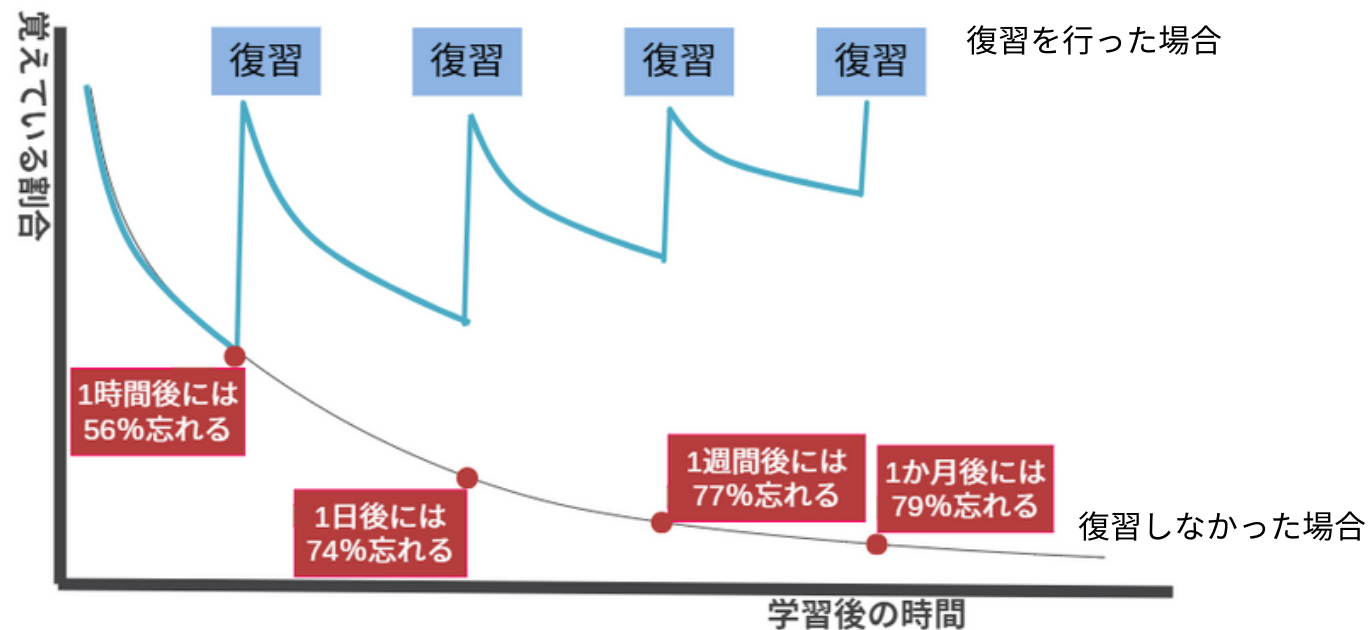 覚えている割合
復習
復習
復習
復習
復習を行った場合
1時間後には
56%忘れる
1日後には
74%忘れる
1週間後には
77%忘れる
1か月後には
79%忘れる
復習しなかった場合
学習後の時間